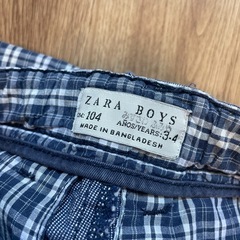 ZARA BOYS
104
AÑOS/YEARS: 3-4
MADE IN BANGLADESH